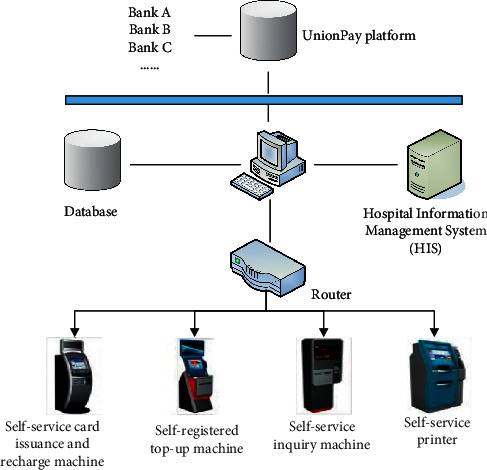 Bank A
Bank B
Bank C
......
UnionPay platform
Database
Hospital Information
Management System
(HIS)
Router
Self-service card
issuance and
recharge machine
Self-registered
top-up machine
Self-service
inquiry machine
Self-service
printer